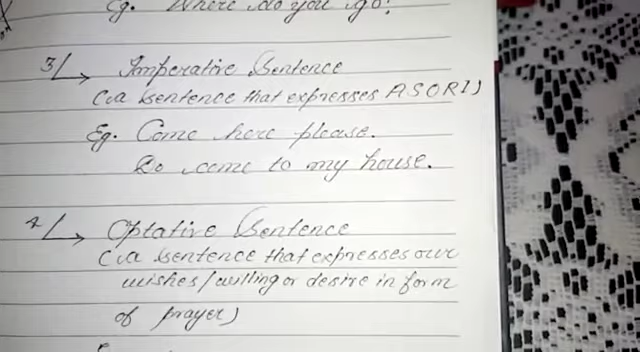 Eg. Where do you go?
3/ → Imperative Sentence
(a sentence that expresses ASORI)
Eg. Come here please.
Do come to my house.
4/ → Optative Sentence
(a sentence that expresses our
wishes/willing or desire in form
of prayer)